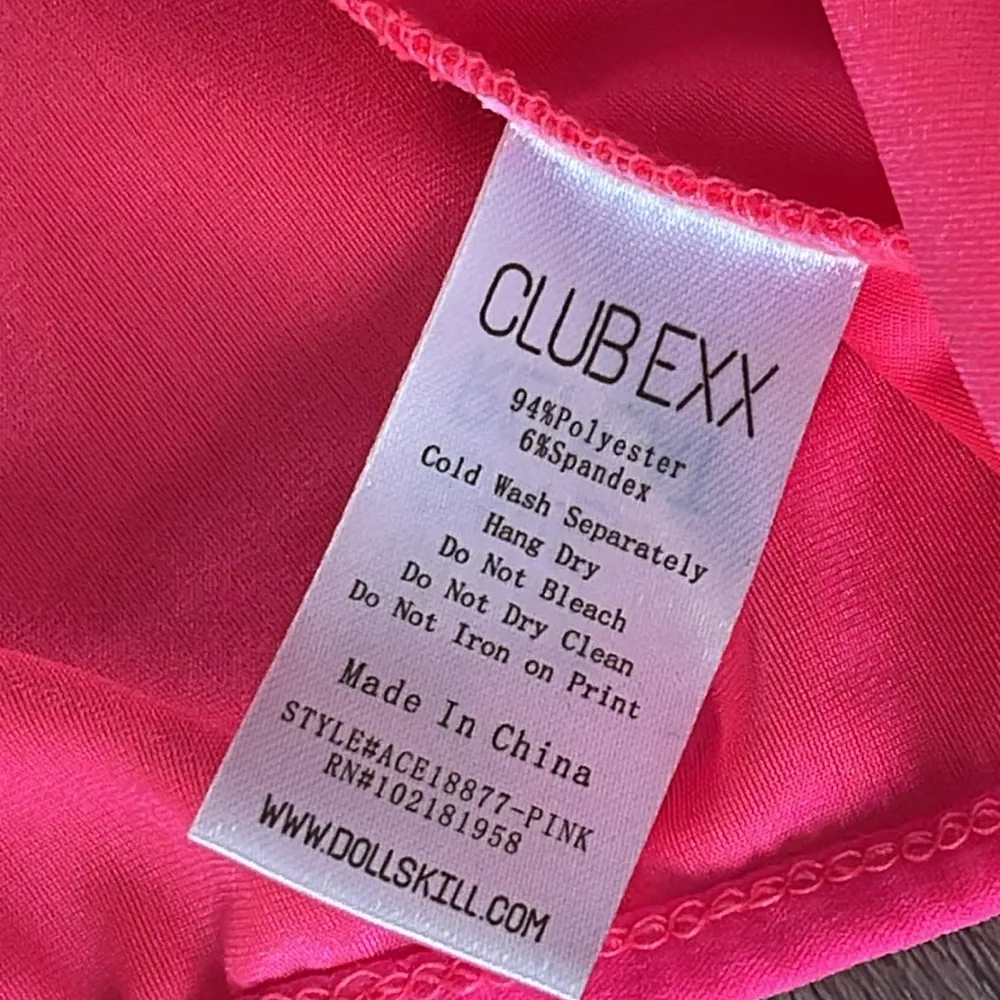 CLUB EXX
94%Polyester
6%Spandex
Cold Wash Separately
Hang Dry
Do Not Bleach
Do Not Dry Clean
Do Not Iron on Print
Made In China
STYLE#ACE18877-PINK
RN#102181958
WWW.DOLLSKILL.COM